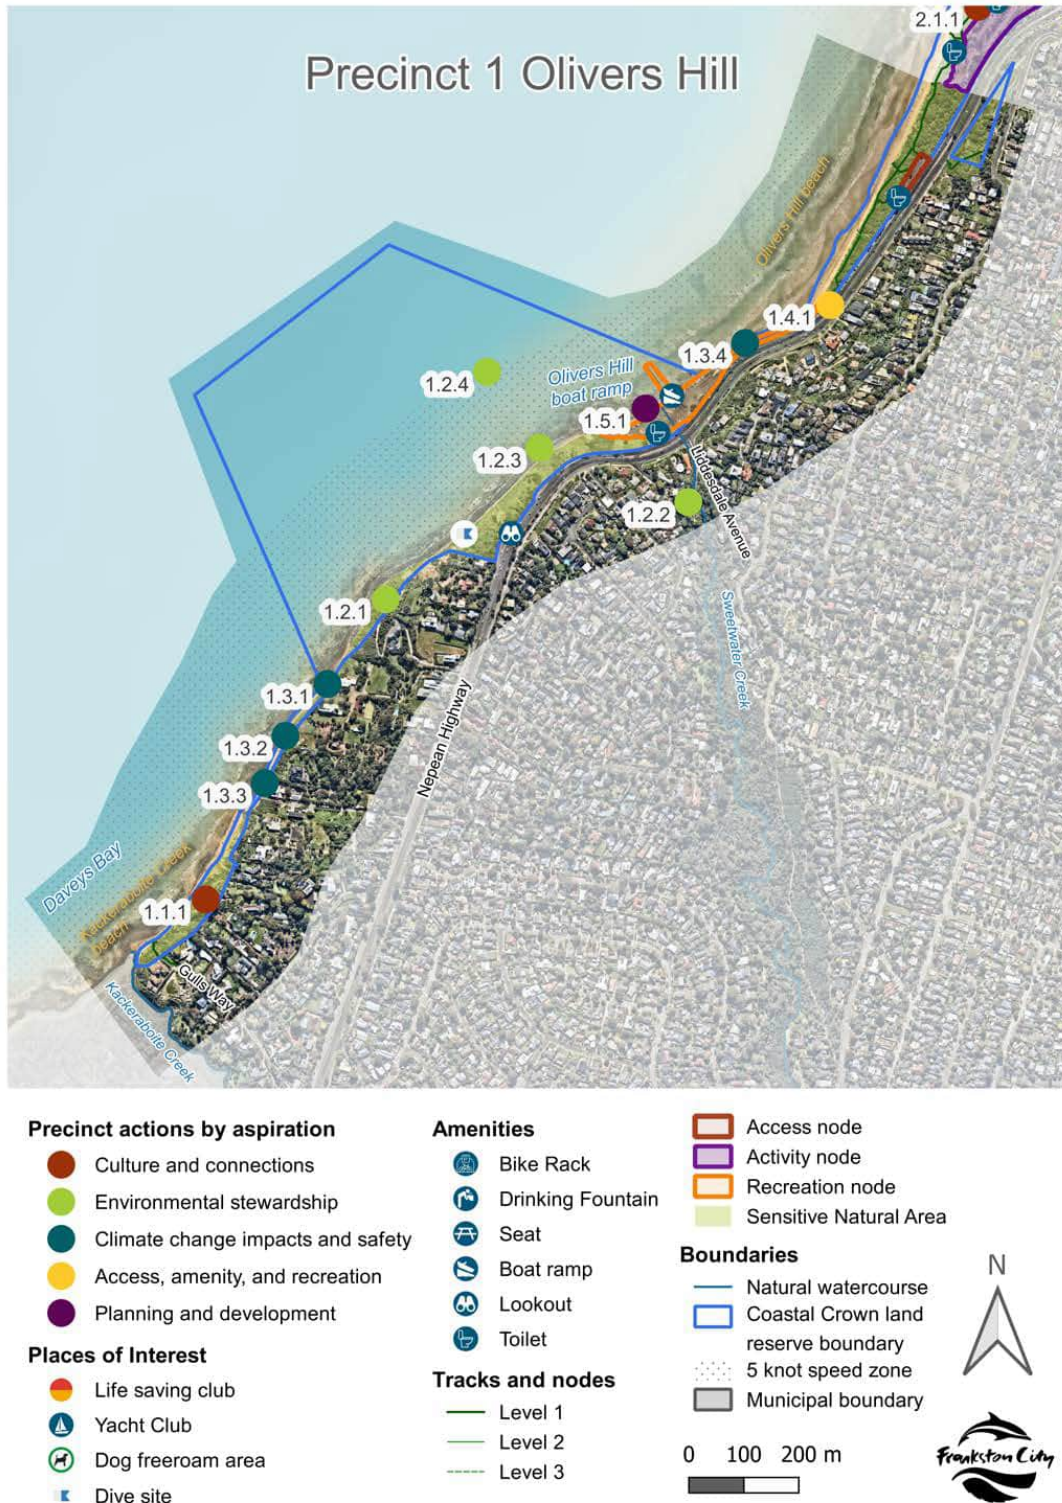 Precinct 1 Olivers Hill
2.1.1
Olivers Hill beach
1.4.1
1.3.4
Olivers Hill
boat ramp
1.2.4
1.5.1
1.2.3
Liddesdale Avenue
1.2.2
1.2.1
Sweetwater Creek
1.3.1
Nepean Highway
1.3.2
1.3.3
Daveys Bay
Kackeraboite Creek
beach
1.1.1
Gulls Way
Kackeraboite Creek
Precinct actions by aspiration
Culture and connections
Environmental stewardship
Climate change impacts and safety
Access, amenity, and recreation
Planning and development
Places of Interest
Life saving club
Yacht Club
Dog freeroam area
Dive site
Amenities
Bike Rack
Drinking Fountain
Seat
Boat ramp
Lookout
Toilet
Tracks and nodes
Level 1
Level 2
Level 3
Access node
Activity node
Recreation node
Sensitive Natural Area
Boundaries
Natural watercourse
Coastal Crown land
reserve boundary
5 knot speed zone
Municipal boundary
0 100 200 m
N
Frankston City